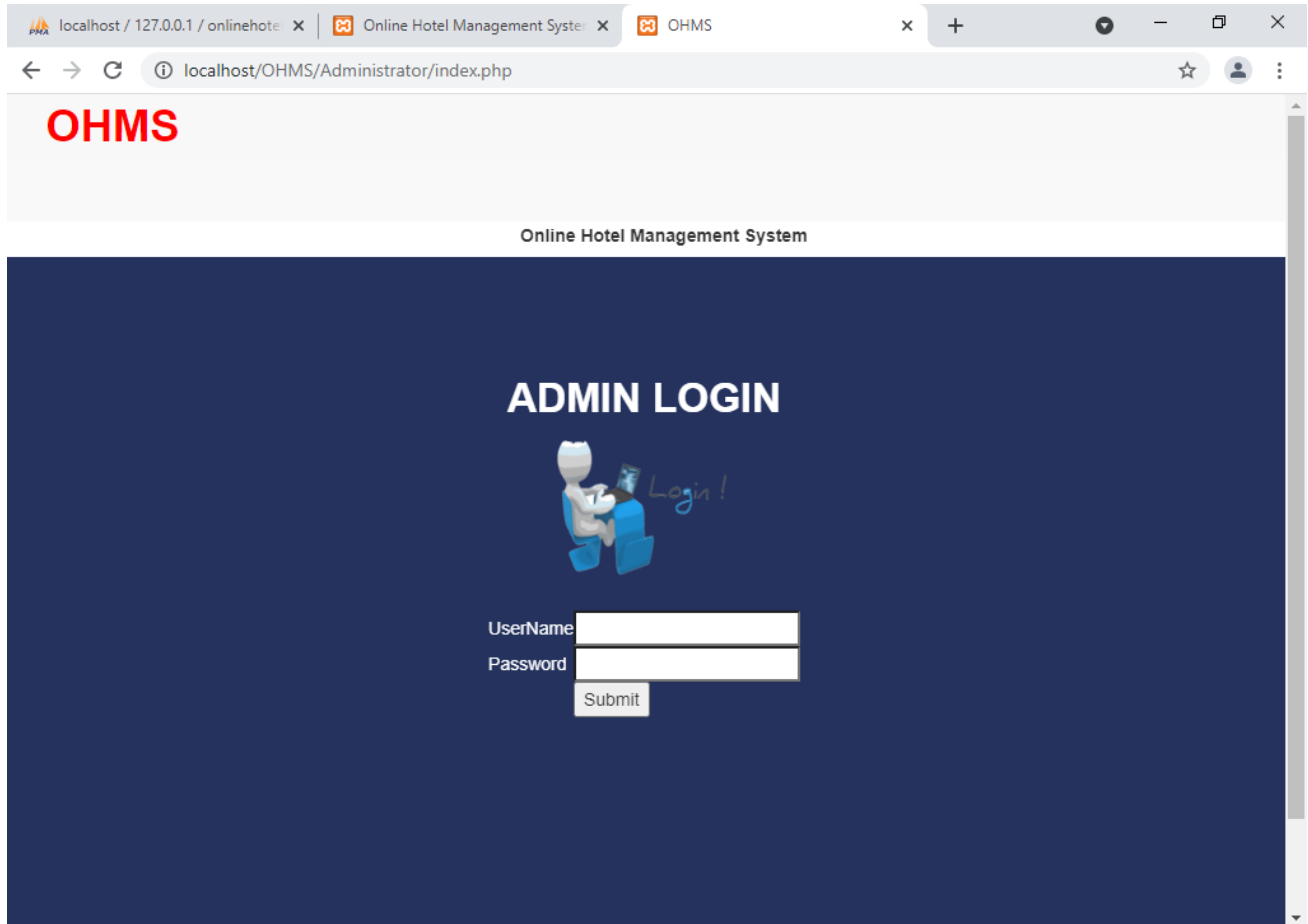 PMA localhost / 127.0.0.1 / onlinehote Online Hotel Management Syster OHMS
localhost/OHMS/Administrator/index.php
OHMS
Online Hotel Management System
ADMIN LOGIN
Login !
UserName
Password
Submit